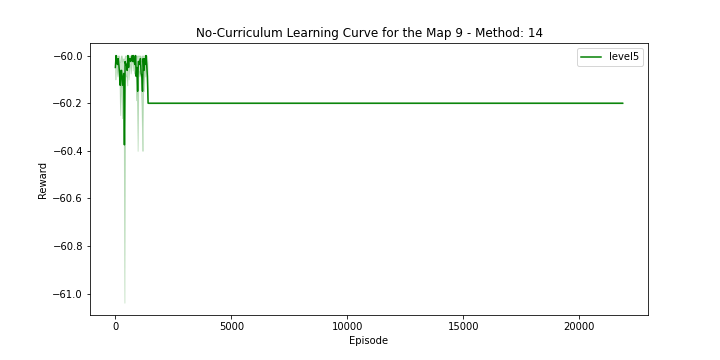 No-Curriculum Learning Curve for the Map 9 - Method: 14
level5
Reward
−60.0
−60.2
−60.4
−60.6
−60.8
−61.0
0 5000 10000 15000 20000
Episode